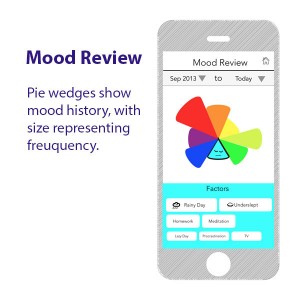 Mood Review
Pie wedges show
mood history, with
size representing
freuquency.
Mood Review
Sep 2013 to Today
Factors
Rainy Day Underslept
Homework Meditation
Leg Day Procrastination TV